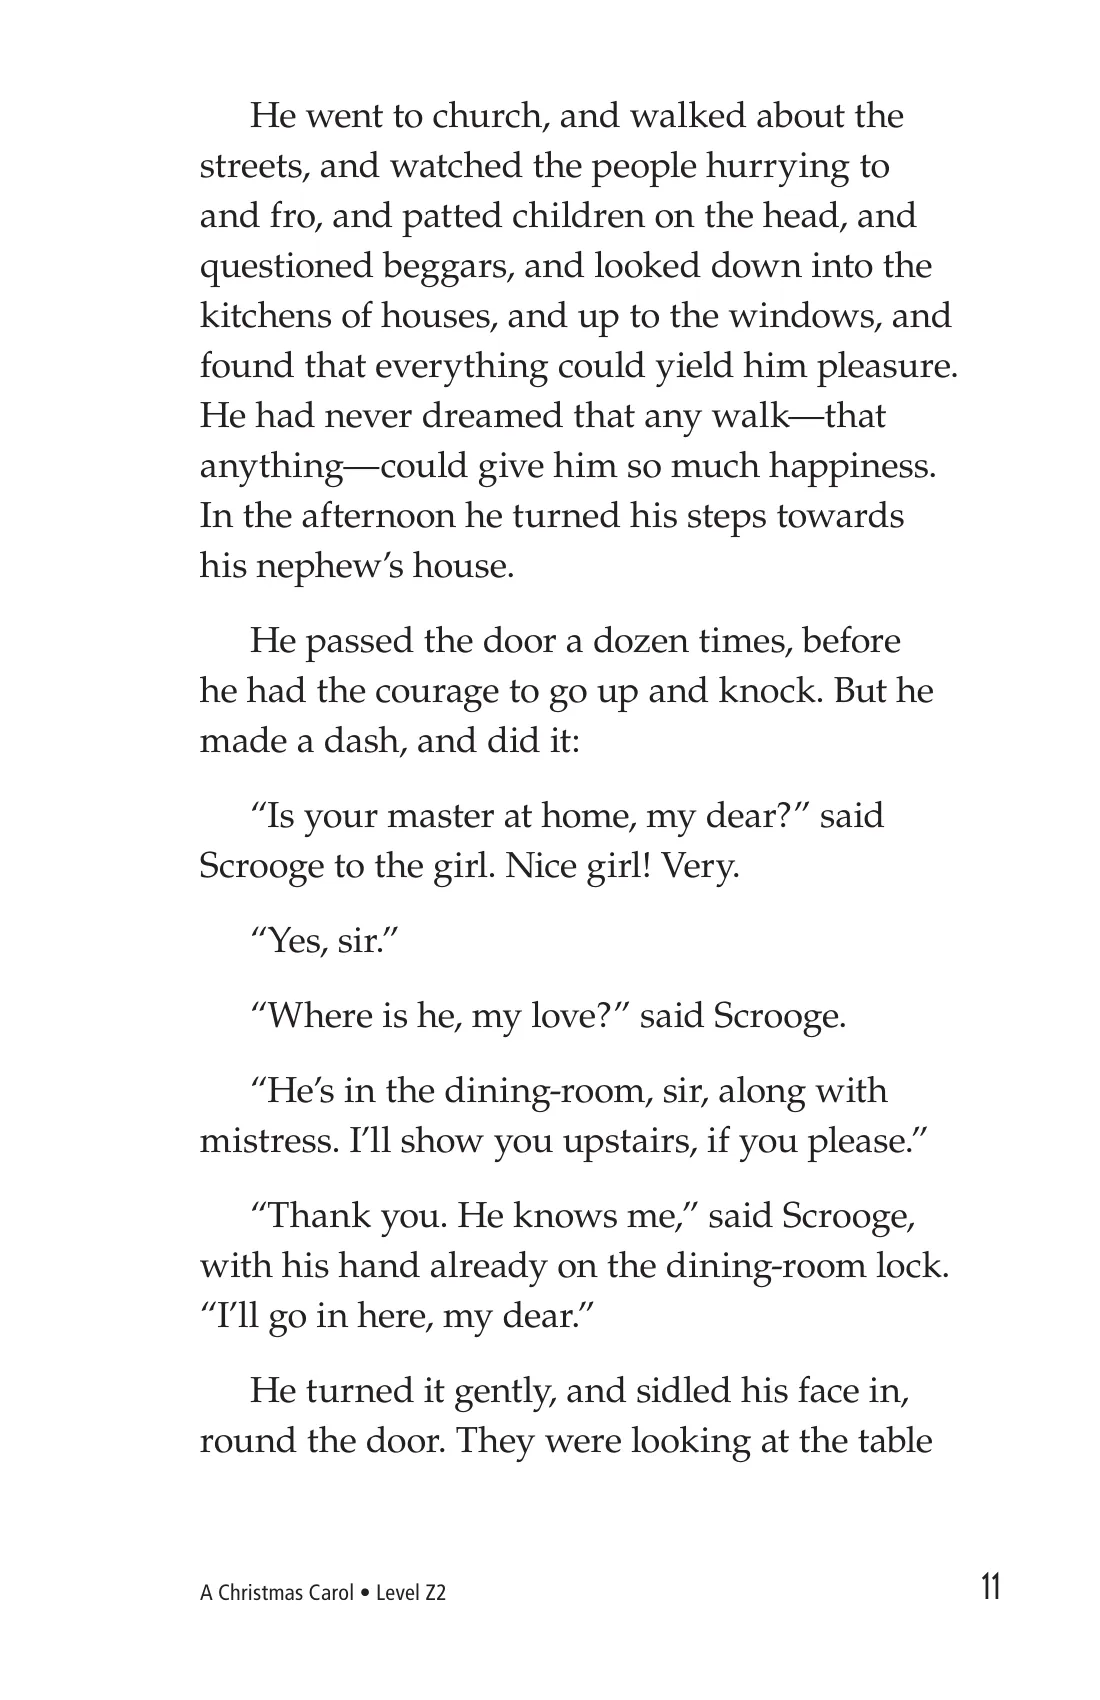 He went to church, and walked about the
streets, and watched the people hurrying to
and fro, and patted children on the head, and
questioned beggars, and looked down into the
kitchens of houses, and up to the windows, and
found that everything could yield him pleasure.
He had never dreamed that any walk—that
anything—could give him so much happiness.
In the afternoon he turned his steps towards
his nephew’s house.
He passed the door a dozen times, before
he had the courage to go up and knock. But he
made a dash, and did it:
“Is your master at home, my dear?” said
Scrooge to the girl. Nice girl! Very.
“Yes, sir.”
“Where is he, my love?” said Scrooge.
“He’s in the dining-room, sir, along with
mistress. I’ll show you upstairs, if you please.”
“Thank you. He knows me,” said Scrooge,
with his hand already on the dining-room lock.
“I’ll go in here, my dear.”
He turned it gently, and sidled his face in,
round the door. They were looking at the table
A Christmas Carol • Level Z2 11